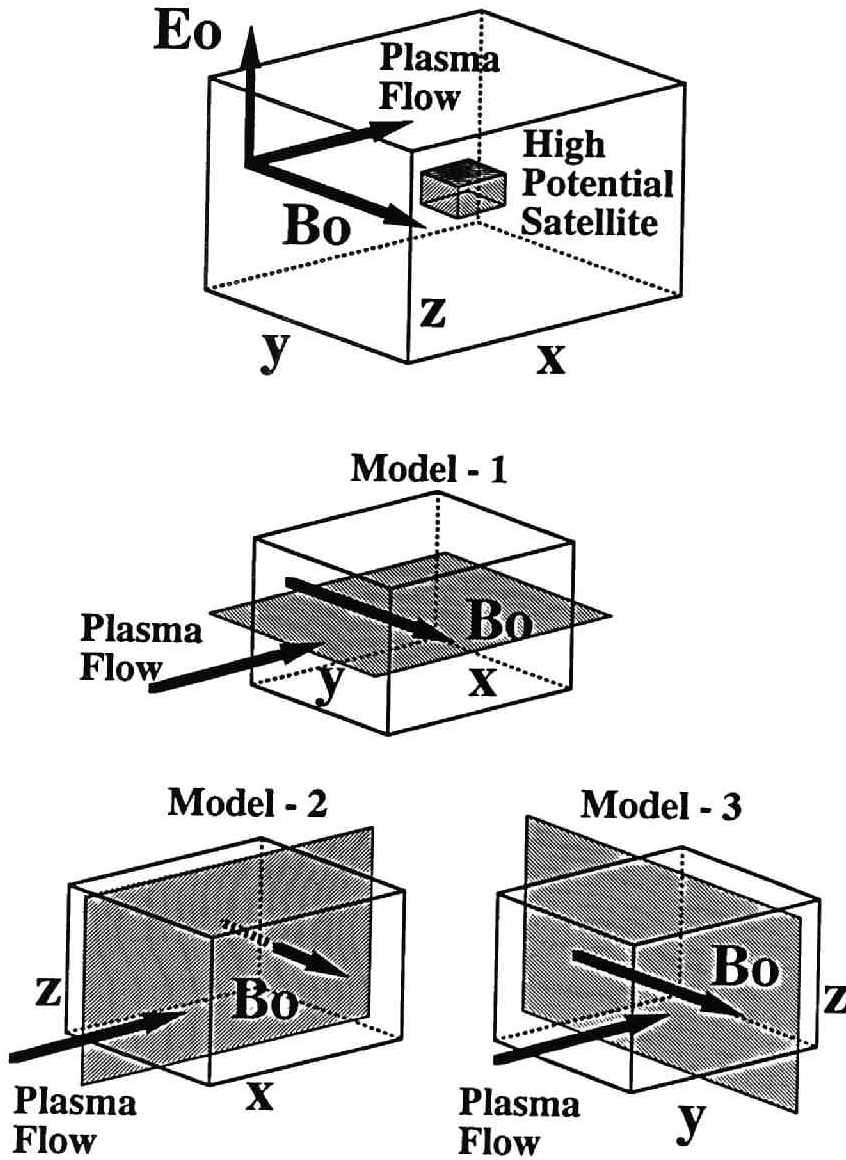 Eo
Plasma
Flow
High
Potential
Satellite
Bo
z
y
x
Model - 1
Bo
Plasma
Flow
y
x
Model - 2
Model - 3
z
Bo
Bo
z
Plasma
Flow
x
Plasma
Flow
y